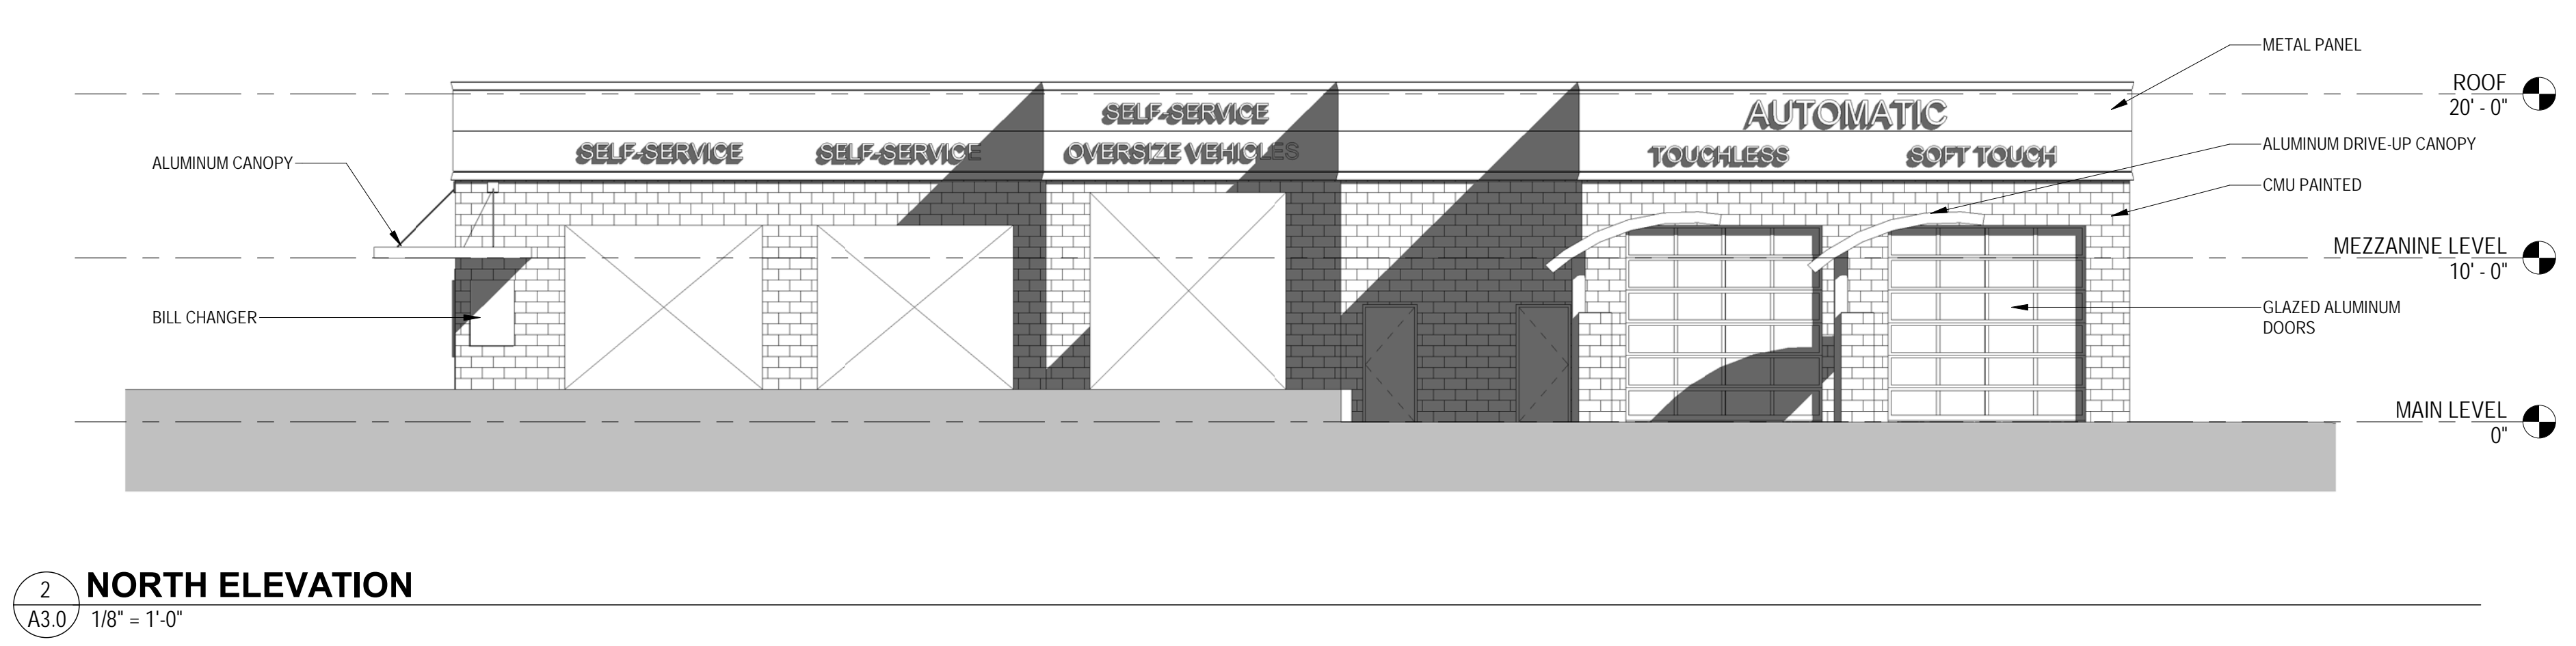 METAL PANEL
ROOF
20' - 0"
SELF-SERVICE
AUTOMATIC
ALUMINUM DRIVE-UP CANOPY
SELF-SERVICE
SELF-SERVICE
OVERSIZE VEHICLES
TOUCHLESS
SOFT TOUCH
ALUMINUM CANOPY
CMU PAINTED
MEZZANINE LEVEL
10' - 0"
BILL CHANGER
GLAZED ALUMINUM
DOORS
MAIN LEVEL
0"
2
NORTH ELEVATION
A3.0
1/8" = 1'-0"